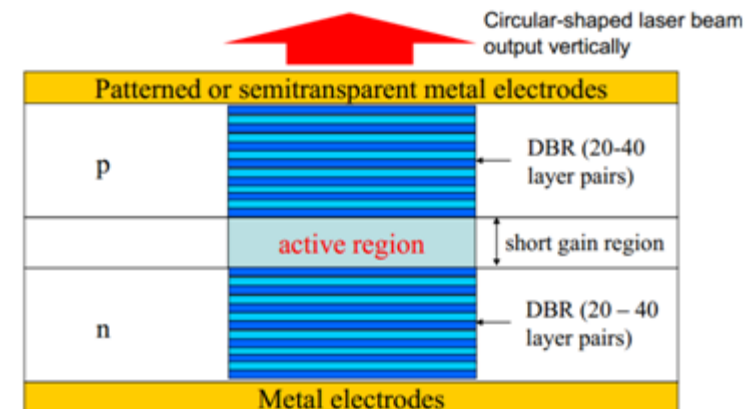 Circular-shaped laser beam
output vertically
Patterned or semitransparent metal electrodes
p
DBR (20-40
layer pairs)
active region
short gain region
n
DBR (20 – 40
layer pairs)
Metal electrodes